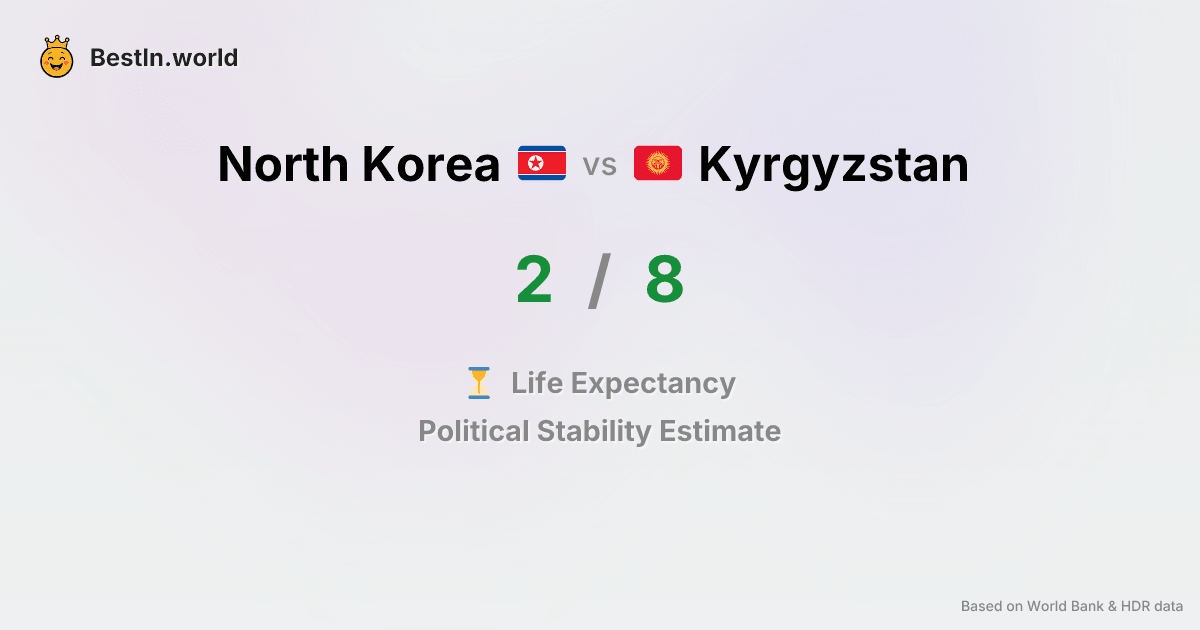 BestIn.world
North Korea vs Kyrgyzstan
2 / 8
Life Expectancy
Political Stability Estimate
Based on World Bank & HDR data